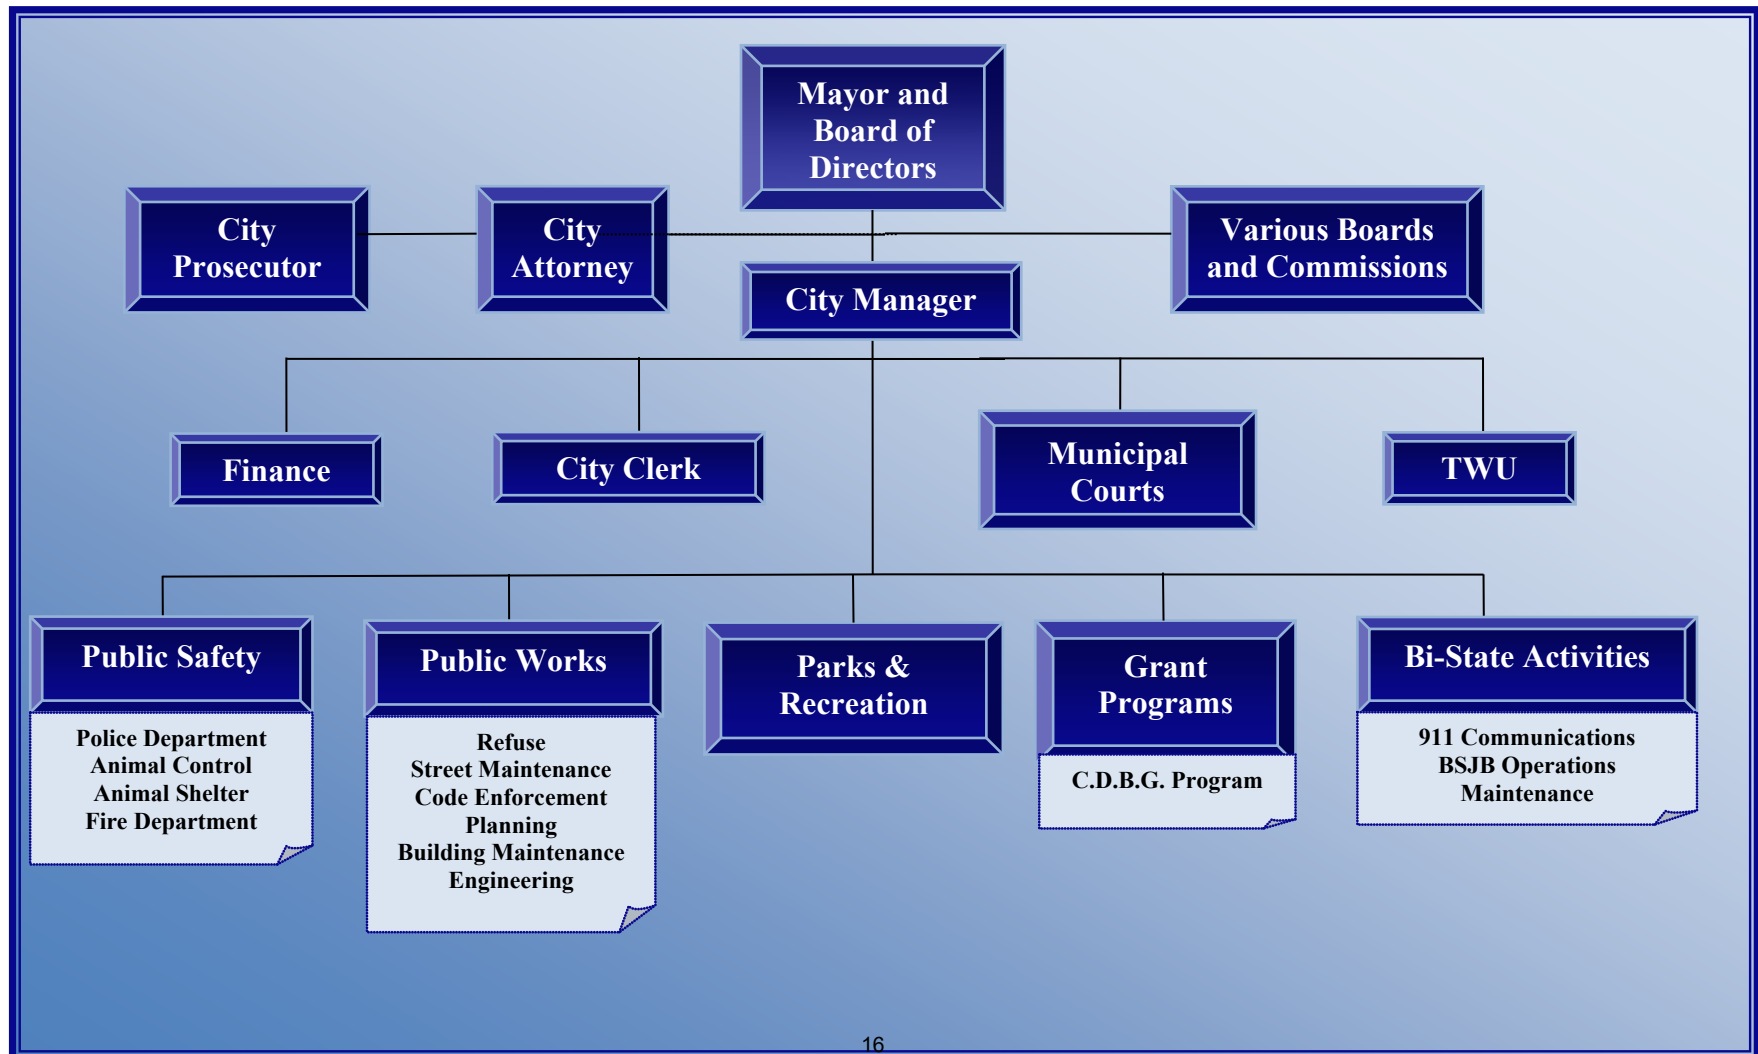 Mayor and
Board of
Directors
City
Prosecutor
City
Attorney
Various Boards
and Commissions
City Manager
Finance
City Clerk
Municipal
Courts
TWU
Public Safety
Police Department
Animal Control
Animal Shelter
Fire Department
Public Works
Refuse
Street Maintenance
Code Enforcement
Planning
Building Maintenance
Engineering
Parks &
Recreation
Grant
Programs
C.D.B.G. Program
Bi-State Activities
911 Communications
BSJB Operations
Maintenance
16